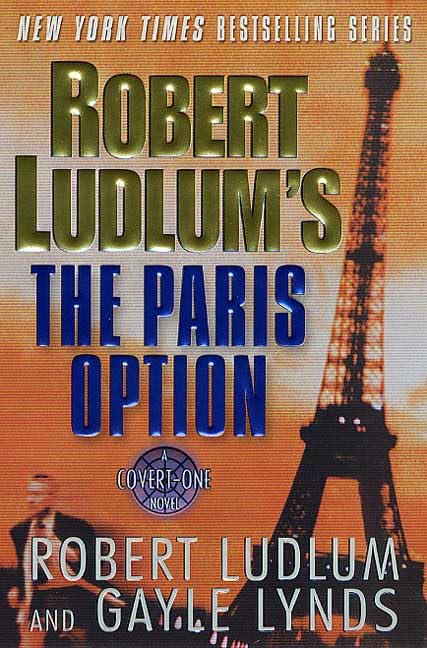 NEW YORK TIMES BESTSELLING SERIES
ROBERT
LUDLUM'S
THE PARIS
OPTION
A
COVERT-ONE
NOVEL
ROBERT LUDLUM
AND GAYLE LYNDS